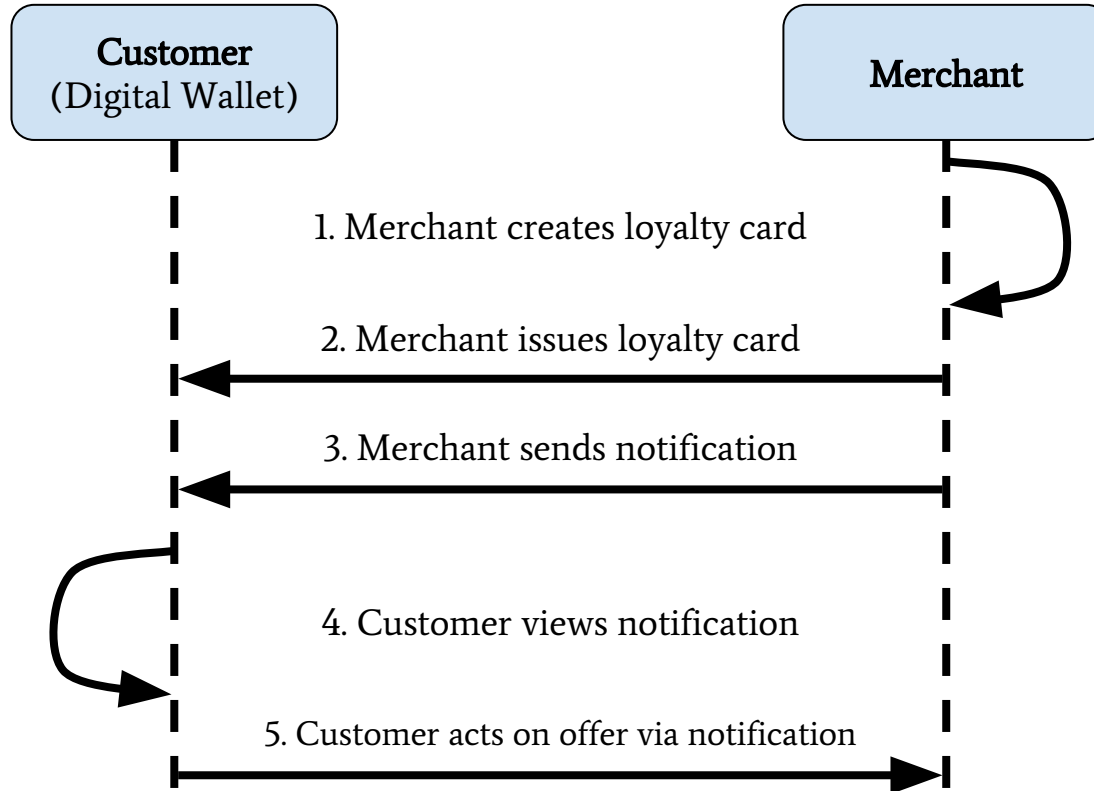 Customer
(Digital Wallet)
Merchant
1. Merchant creates loyalty card
2. Merchant issues loyalty card
3. Merchant sends notification
4. Customer views notification
5. Customer acts on offer via notification